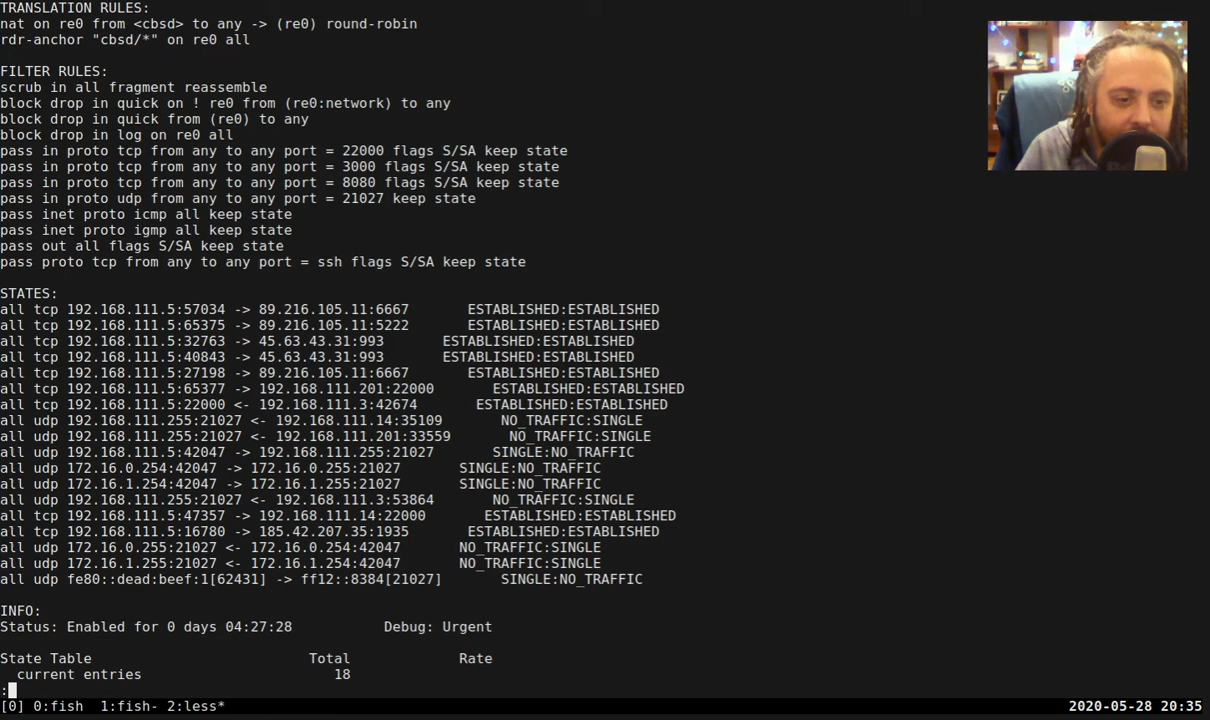 TRANSLATION RULES:
nat on re0 from <cbsd> to any -> (re0) round-robin
rdr-anchor "cbsd/*" on re0 all
FILTER RULES:
scrub in all fragment reassemble
block drop in quick on ! re0 from (re0:network) to any
block drop in quick from (re0) to any
block drop in log on re0 all
pass in proto tcp from any to any port = 22000 flags S/SA keep state
pass in proto tcp from any to any port = 3000 flags S/SA keep state
pass in proto tcp from any to any port = 8080 flags S/SA keep state
pass in proto udp from any to any port = 21027 keep state
pass inet proto icmp all keep state
pass inet proto igmp all keep state
pass out all flags S/SA keep state
pass proto tcp from any to any port = ssh flags S/SA keep state
STATES:
all tcp 192.168.111.5:57034 -> 89.216.105.11:6667       ESTABLISHED:ESTABLISHED
all tcp 192.168.111.5:65375 -> 89.216.105.11:5222       ESTABLISHED:ESTABLISHED
all tcp 192.168.111.5:32763 -> 45.63.43.31:993       ESTABLISHED:ESTABLISHED
all tcp 192.168.111.5:40843 -> 45.63.43.31:993       ESTABLISHED:ESTABLISHED
all tcp 192.168.111.5:27198 -> 89.216.105.11:6667       ESTABLISHED:ESTABLISHED
all tcp 192.168.111.5:65377 -> 192.168.111.201:22000       ESTABLISHED:ESTABLISHED
all tcp 192.168.111.5:22000 <- 192.168.111.3:42674       ESTABLISHED:ESTABLISHED
all udp 192.168.111.255:21027 <- 192.168.111.14:35109       NO_TRAFFIC:SINGLE
all udp 192.168.111.255:21027 <- 192.168.111.201:33559       NO_TRAFFIC:SINGLE
all udp 192.168.111.5:42047 -> 192.168.111.255:21027       SINGLE:NO_TRAFFIC
all udp 172.16.0.254:42047 -> 172.16.0.255:21027       SINGLE:NO_TRAFFIC
all udp 172.16.1.254:42047 -> 172.16.1.255:21027       SINGLE:NO_TRAFFIC
all udp 192.168.111.255:21027 <- 192.168.111.3:53864       NO_TRAFFIC:SINGLE
all tcp 192.168.111.5:47357 -> 192.168.111.14:22000       ESTABLISHED:ESTABLISHED
all tcp 192.168.111.5:16780 -> 185.42.207.35:1935       ESTABLISHED:ESTABLISHED
all udp 172.16.0.255:21027 <- 172.16.0.254:42047       NO_TRAFFIC:SINGLE
all udp 172.16.1.255:21027 <- 172.16.1.254:42047       NO_TRAFFIC:SINGLE
all udp fe80::dead:beef:1[62431] -> ff12::8384[21027]       SINGLE:NO_TRAFFIC
INFO:
Status: Enabled for 0 days 04:27:28           Debug: Urgent
State Table                          Total             Rate
  current entries                       18
:
[0] 0:fish  1:fish- 2:less*                    2020-05-28 20:35